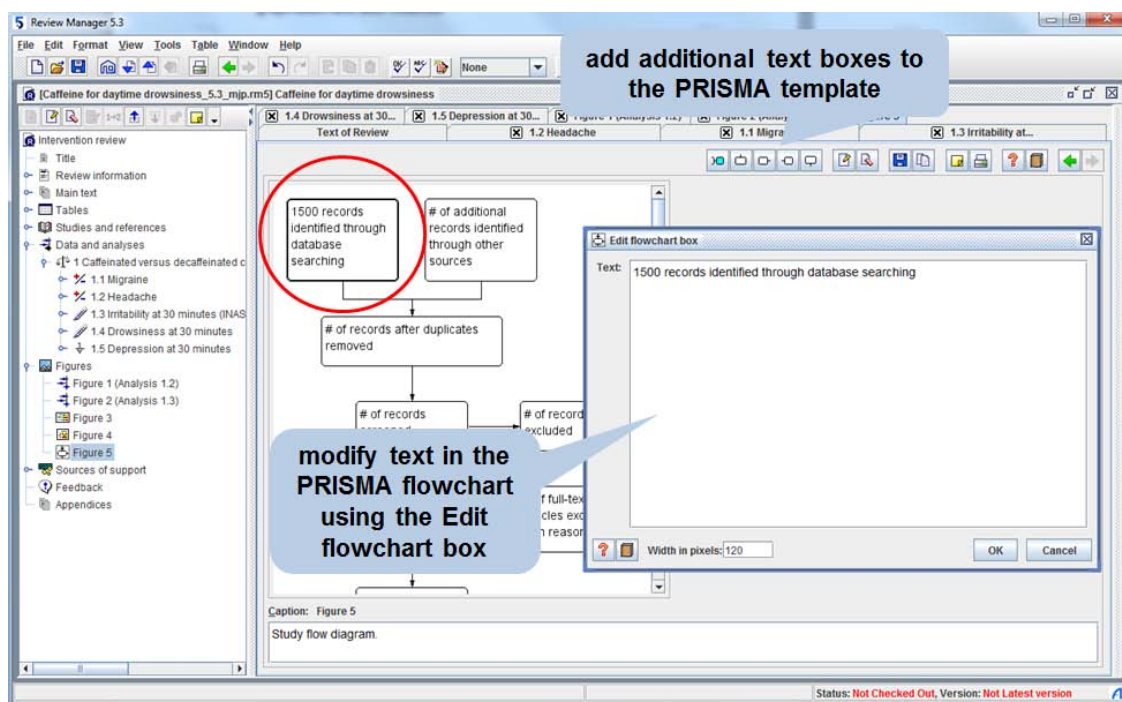 Review Manager 5.3
File Edit Format View Tools Table Window Help
None
add additional text boxes to
the PRISMA template
[Caffeine for daytime drowsiness_5.3_mjp.rm5] Caffeine for daytime drowsiness
1.4 Drowsiness at 30... 1.5 Depression at 30...
Text of Review 1.2 Headache 1.1 Migra 1.3 Irritability at...
Intervention review
Title
Review information
Main text
Tables
Studies and references
Data and analyses
1 Caffeinated versus decaffeinated c
1.1 Migraine
1.2 Headache
1.3 Irritability at 30 minutes (INAS
1.4 Drowsiness at 30 minutes
1.5 Depression at 30 minutes
Figures
Figure 1 (Analysis 1.2)
Figure 2 (Analysis 1.3)
Figure 3
Figure 4
Figure 5
Sources of support
Feedback
Appendices
1500 records
identified through
database
searching
# of additional
records identified
through other
sources
# of records after duplicates
removed
# of records
# of record
excluded
f full-tex
cles exc
n reason
modify text in the
PRISMA flowchart
using the Edit
flowchart box
Edit flowchart box
Text: 1500 records identified through database searching
Width in pixels: 120
OK Cancel
Caption: Figure 5
Study flow diagram.
Status: Not Checked Out, Version: Not Latest version